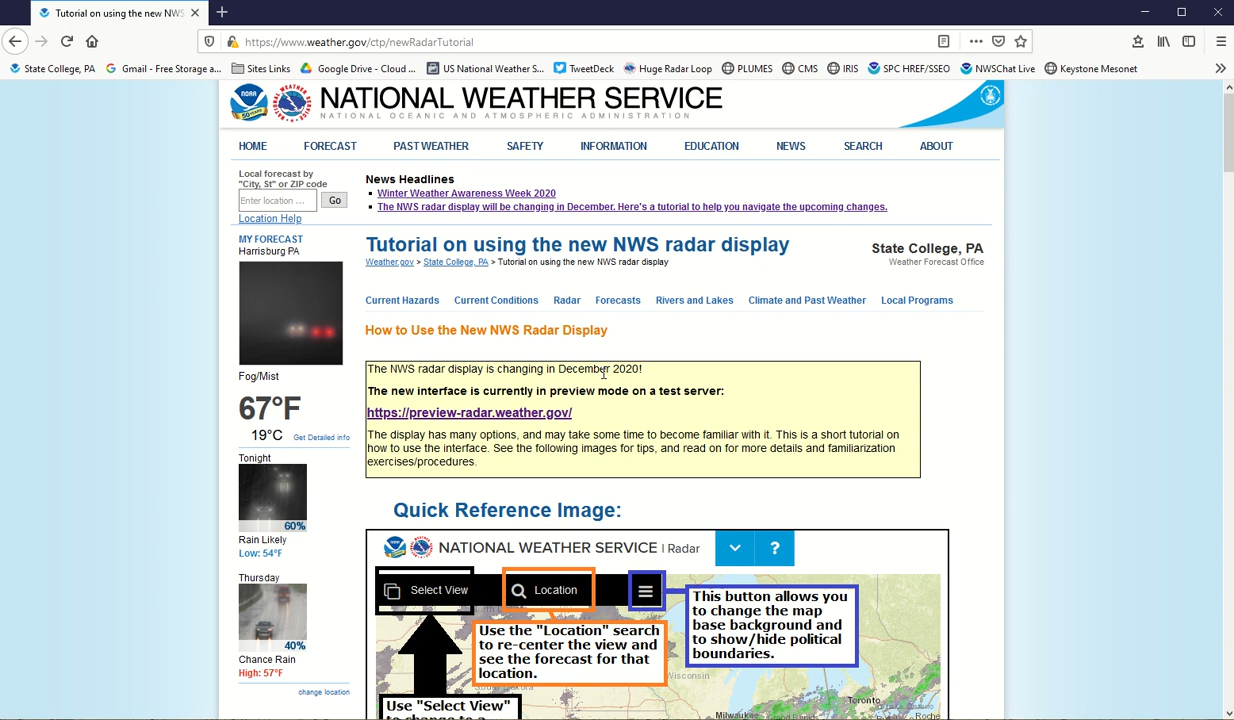 Tutorial on using the new NWS
https://www.weather.gov/ctp/newRadarTutorial
State College, PA
Gmail - Free Storage a...
Sites Links
Google Drive - Cloud ...
US National Weather S...
TweetDeck
Huge Radar Loop
PLUMES
CMS
IRIS
SPC HREF/SSEO
NWSChat Live
Keystone Mesonet
NOAA
50 YEARS
NATIONAL WEATHER SERVICE
NATIONAL OCEANIC AND ATMOSPHERIC ADMINISTRATION
HOME FORECAST PAST WEATHER SAFETY INFORMATION EDUCATION NEWS SEARCH ABOUT
Local forecast by
"City, St" or ZIP code
Enter location ...
Go
Location Help
News Headlines
Winter Weather Awareness Week 2020
The NWS radar display will be changing in December. Here's a tutorial to help you navigate the upcoming changes.
MY FORECAST
Harrisburg PA
Fog/Mist
67°F
19°C
Get Detailed info
Tonight
60%
Rain Likely
Low: 54°F
Thursday
40%
Chance Rain
High: 57°F
change location
Tutorial on using the new NWS radar display
Weather.gov > State College, PA > Tutorial on using the new NWS radar display
State College, PA
Weather Forecast Office
Current Hazards Current Conditions Radar Forecasts Rivers and Lakes Climate and Past Weather Local Programs
How to Use the New NWS Radar Display
The NWS radar display is changing in December 2020!
The new interface is currently in preview mode on a test server:
https://preview-radar.weather.gov/
The display has many options, and may take some time to become familiar with it. This is a short tutorial on
how to use the interface. See the following images for tips, and read on for more details and familiarization
exercises/procedures.
Quick Reference Image:
NATIONAL WEATHER SERVICE | Radar
?
Select View
Location
Use the "Location" search
to re-center the view and
see the forecast for that
location.
This button allows you
to change the map
base background and
to show/hide political
boundaries.
Use "Select View"
Wisconsin
Toronto
Milwaukee
Roche